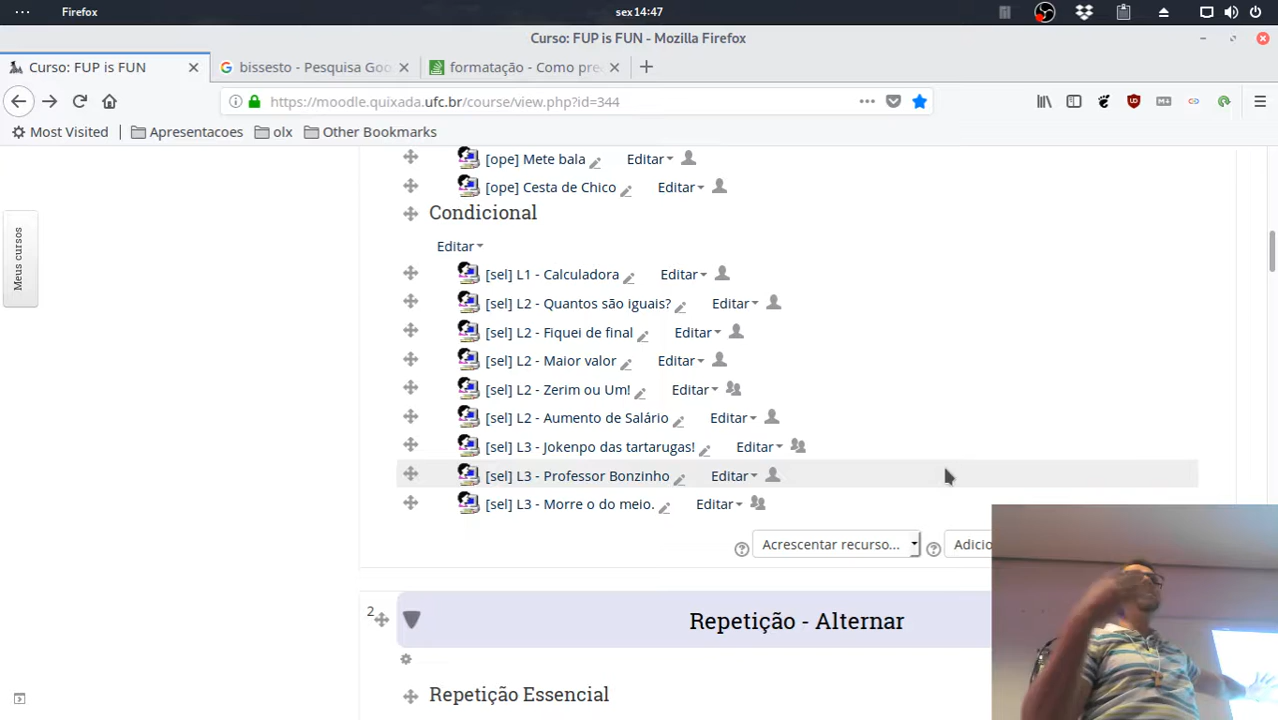 Firefox
sex 14:47
Curso: FUP is FUN - Mozilla Firefox
Curso: FUP is FUN
bissesto - Pesquisa Goo
formatação - Como pre
https://moodle.quixada.ufc.br/course/view.php?id=344
Most Visited
Apresentacoes
olx
Other Bookmarks
[ope] Mete bala Editar
[ope] Cesta de Chico Editar
Condicional
Editar
[sel] L1 - Calculadora Editar
[sel] L2 - Quantos são iguais? Editar
[sel] L2 - Fiquei de final Editar
[sel] L2 - Maior valor Editar
[sel] L2 - Zerim ou Um! Editar
[sel] L2 - Aumento de Salário Editar
[sel] L3 - Jokenpo das tartarugas! Editar
[sel] L3 - Professor Bonzinho Editar
[sel] L3 - Morre o do meio. Editar
Acrescentar recurso...
Adicio
2
Repetição - Alternar
Repetição Essencial
Meus cursos